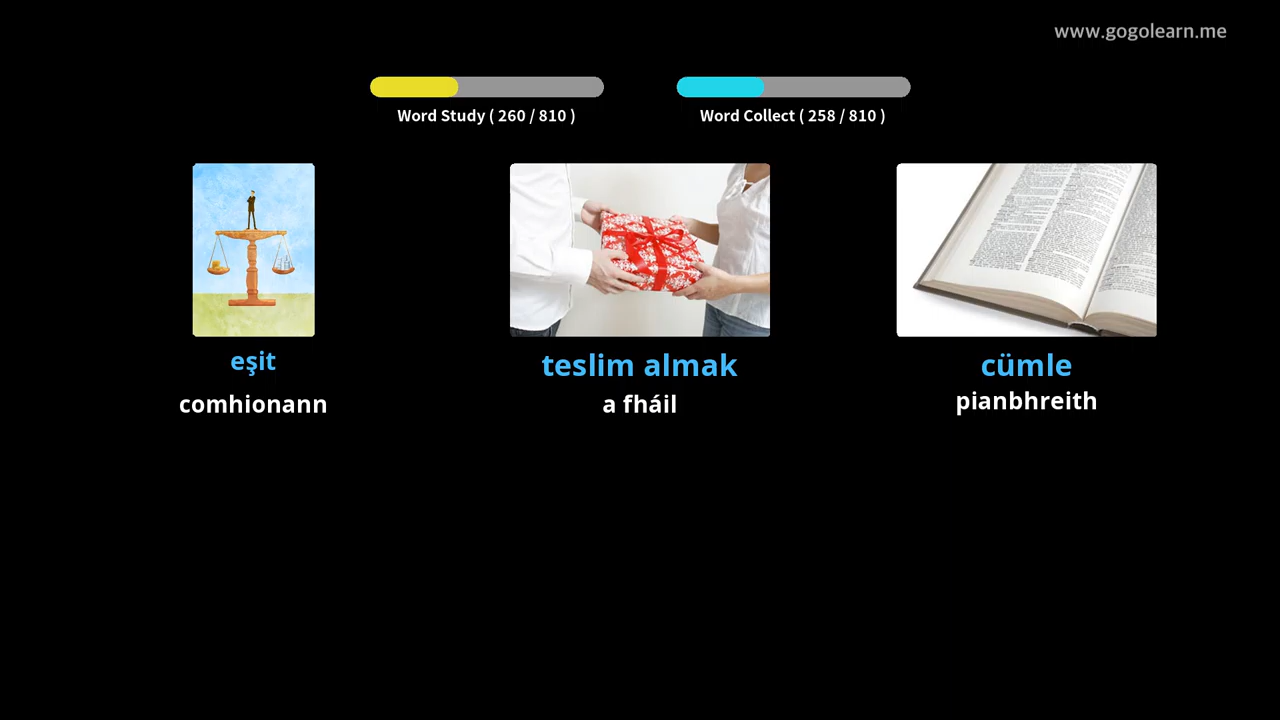 www.gogolearn.me
Word Study ( 260 / 810 )
Word Collect ( 258 / 810 )
eşit
teslim almak
cümle
comhionann
a fháil
pianbhreith